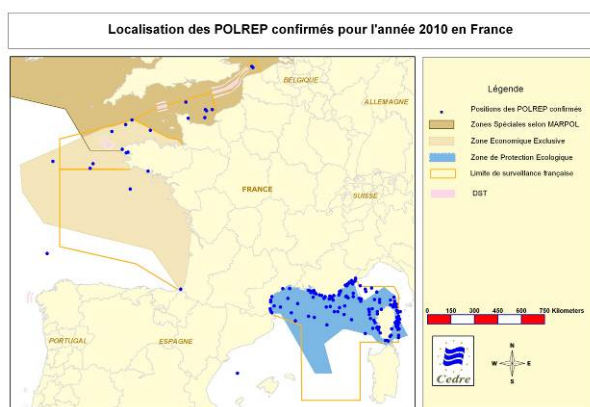 Localisation des POLREP confirmés pour l'année 2010 en France
BELGIQUE
ALLEMAGNE
FRANCE
SUISSE
PORTUGAL
ESPAGNE
Légende
Positions des POLREP confirmés
Zones Spéciales selon MARPOL
Zone Economique Exclusive
Zone de Protection Ecologique
Limite de surveillance française
DST
0 150 300 450 600 750 Kilometers
Cedre
N
W E
S